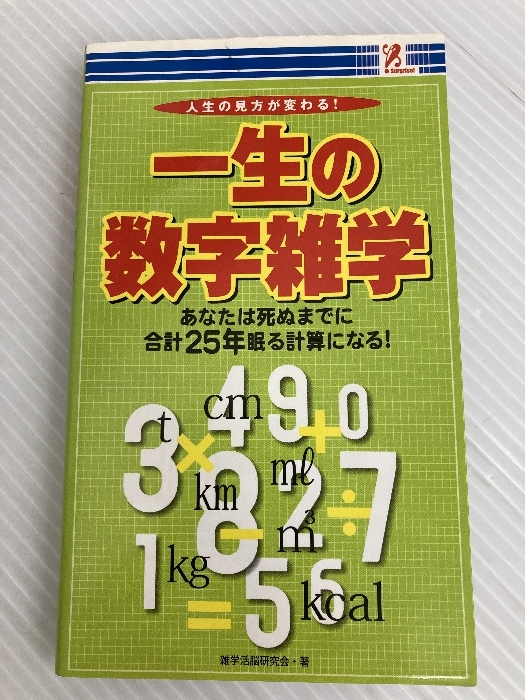 Surprise!
人生の見方が変わる!
一生の
数字雑学
あなたは死ぬまでに
合計25年眠る計算になる!
4 9 0
cm
3 t × +
mℓ
km 8 2 ÷ 7
− m³
1 kg = 5 6 kcal
雑学活脳研究会・著